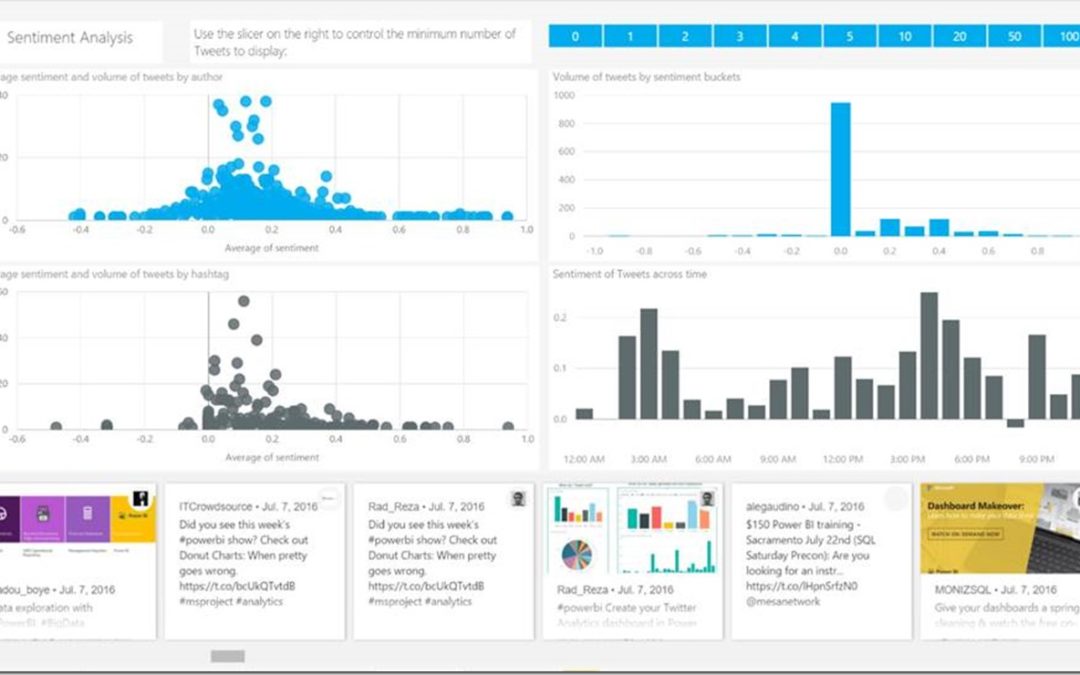 Sentiment Analysis
Use the slicer on the right to control the minimum number of
Tweets to display:
0 1 2 3 4 5 10 20 50 100
age sentiment and volume of tweets by author
40
20
0
-0.6 -0.4 -0.2 0.0 0.2 0.4 0.6 0.8 1.0
Average of sentiment
Volume of tweets by sentiment buckets
1000
800
600
400
200
0
-1.0 -0.8 -0.6 -0.4 -0.2 0.0 0.2 0.4 0.6 0.8
age sentiment and volume of tweets by hashtag
60
40
20
0
-0.6 -0.4 -0.2 0.0 0.2 0.4 0.6 0.8 1.0
Average of sentiment
Sentiment of Tweets across time
0.2
0.1
0.0
12:00 AM 3:00 AM 6:00 AM 9:00 AM 12:00 PM 3:00 PM 6:00 PM 9:00 PM
Power BI
adou_boye • Jul. 7, 2016
ata exploration with
PowerBI. #BigData
ITCrowdsource • Jul. 7, 2016
Did you see this week's
#powerbi show? Check out
Donut Charts: When pretty
goes wrong.
https://t.co/bcUkQTvtdB
#msproject #analytics
Rad_Reza • Jul. 7, 2016
Did you see this week's
#powerbi show? Check out
Donut Charts: When pretty
goes wrong.
https://t.co/bcUkQTvtdB
#msproject #analytics
Rad_Reza • Jul. 7, 2016
#powerbi Create your Twitter
Analytics dashboard in Power
alegaudino • Jul. 7, 2016
$150 Power BI training -
Sacramento July 22nd (SQL
Saturday Precon): Are you
looking for an instr...
https://t.co/lHpnSrfzN0
@mesanetwork
Microsoft
Dashboard Makeover:
WATCH ON-DEMAND NOW
Power BI
MONIZSQL • Jul. 7, 2016
Give your dashboards a spring
cleaning & watch the free on-